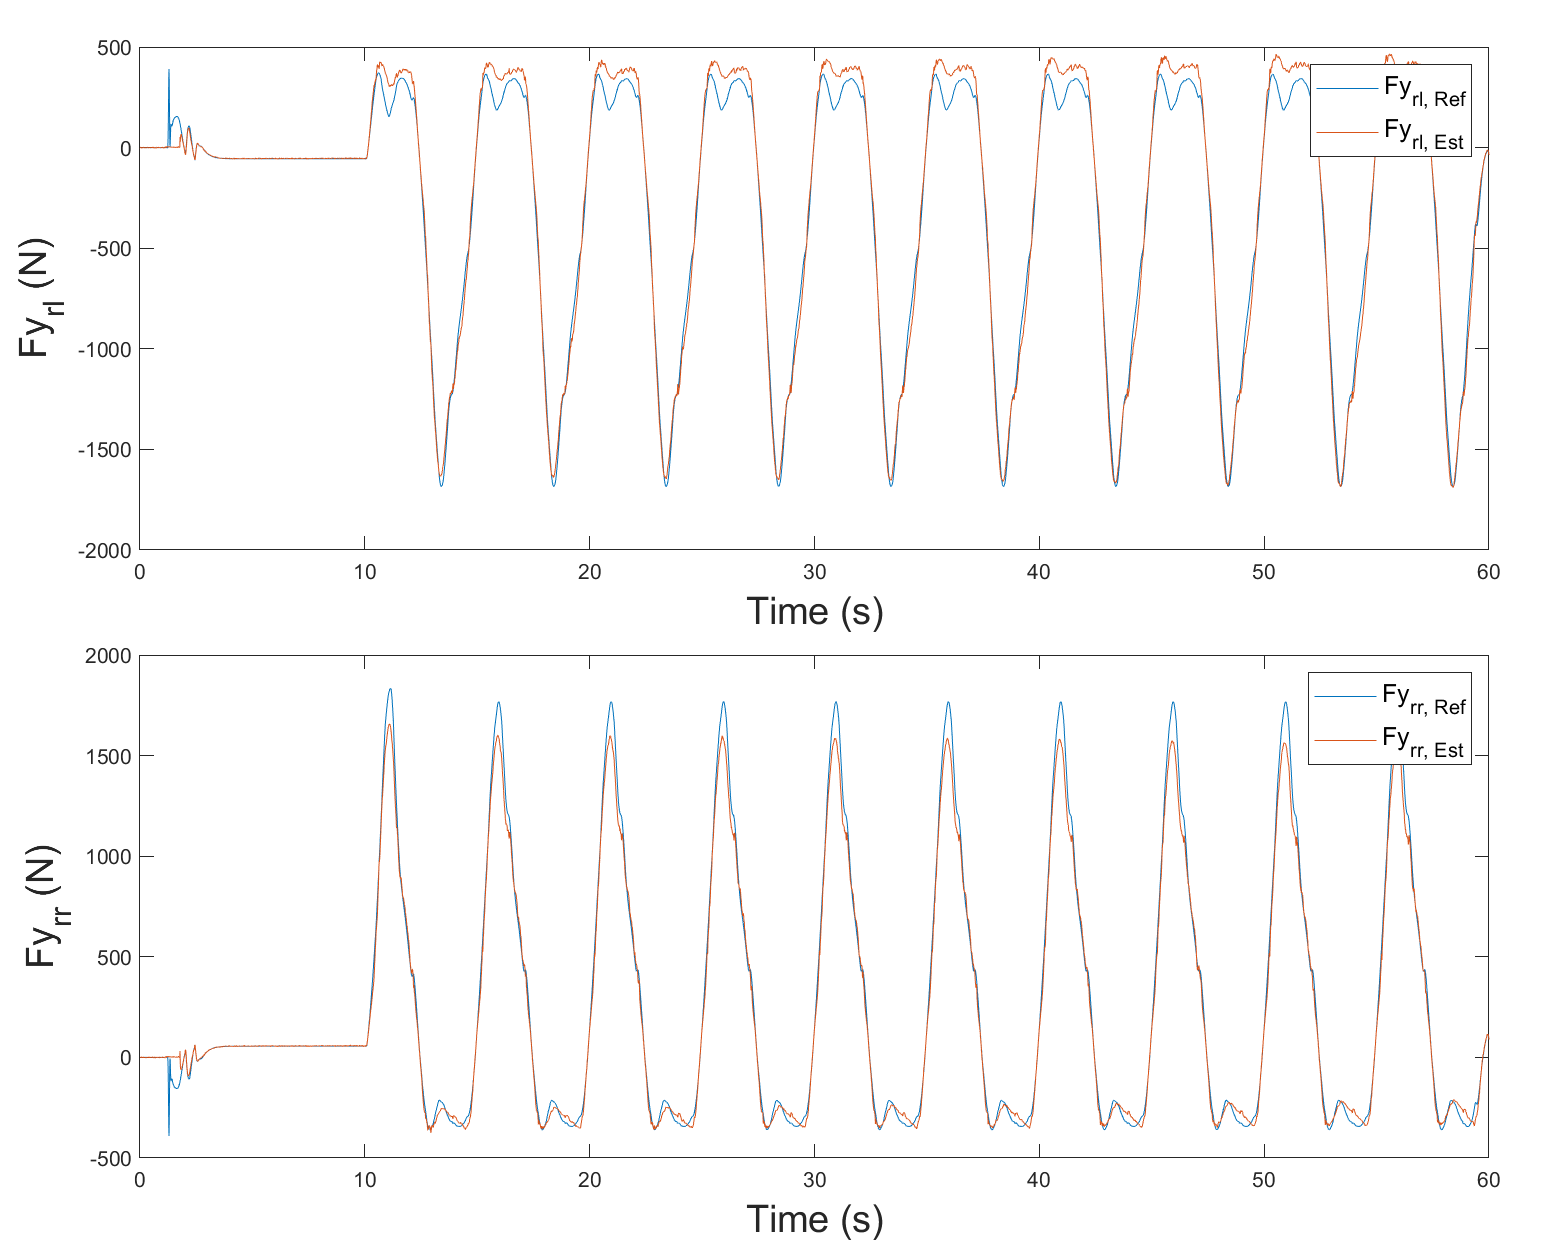 500
0
-500
-1000
-1500
-2000
Fy_rl (N)
Fy_rl, Ref
Fy_rl, Est
0 10 20 30 40 50 60
Time (s)
2000
1500
1000
500
0
-500
Fy_rr (N)
Fy_rr, Ref
Fy_rr, Est
0 10 20 30 40 50 60
Time (s)